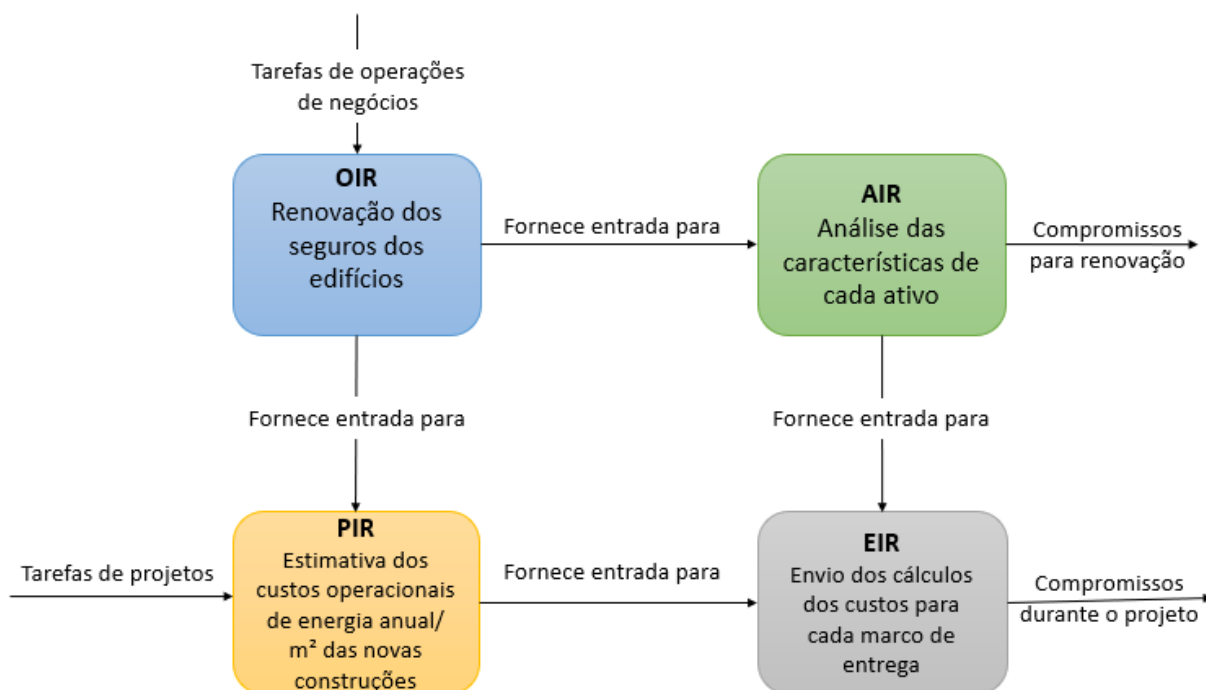 Tarefas de operações
de negócios
OIR
Renovação dos
seguros dos
edifícios
Fornece entrada para
AIR
Análise das
características de
cada ativo
Compromissos
para renovação
Fornece entrada para
Fornece entrada para
Tarefas de projetos
PIR
Estimativa dos
custos operacionais
de energia anual/
m² das novas
construções
Fornece entrada para
EIR
Envio dos cálculos
dos custos para
cada marco de
entrega
Compromissos
durante o projeto